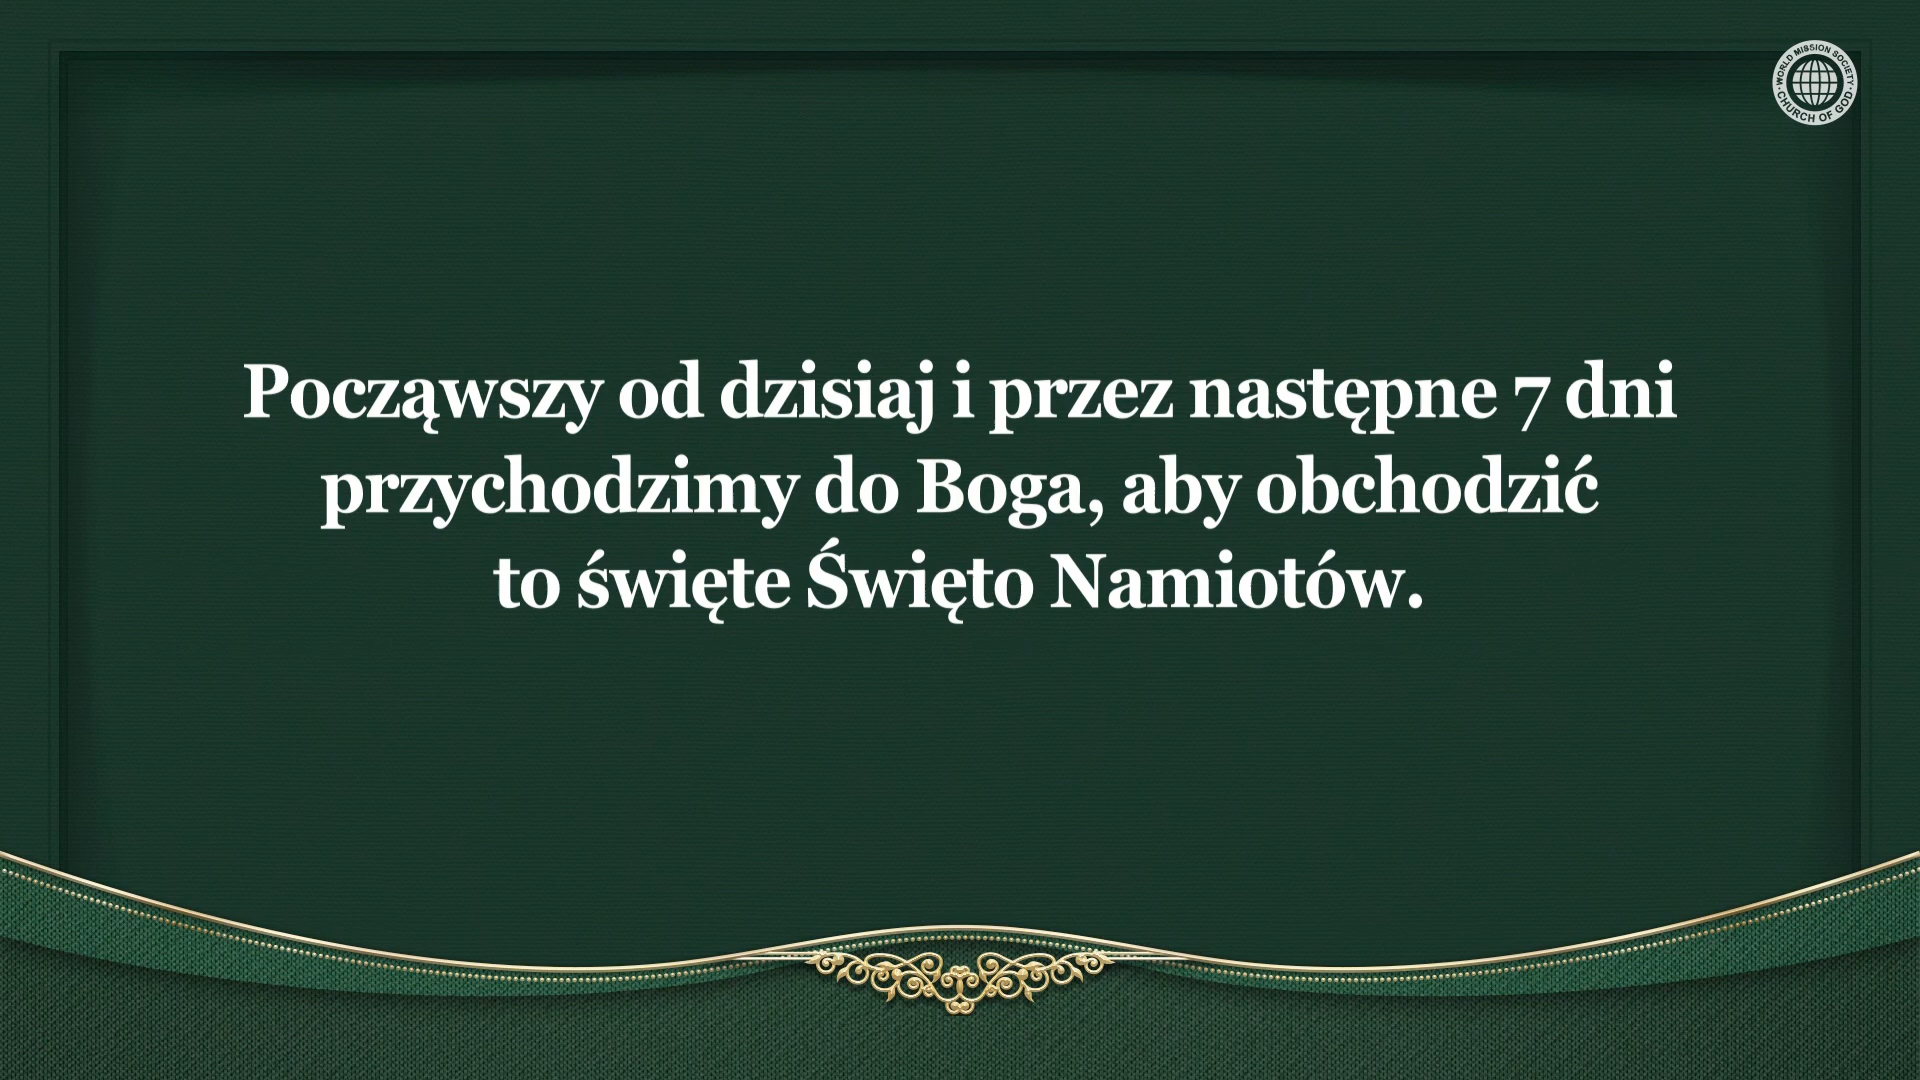 WORLD MISSION SOCIETY
CHURCH OF GOD
Począwszy od dzisiaj i przez następne 7 dni
przychodzimy do Boga, aby obchodzić
to święte Święto Namiotów.